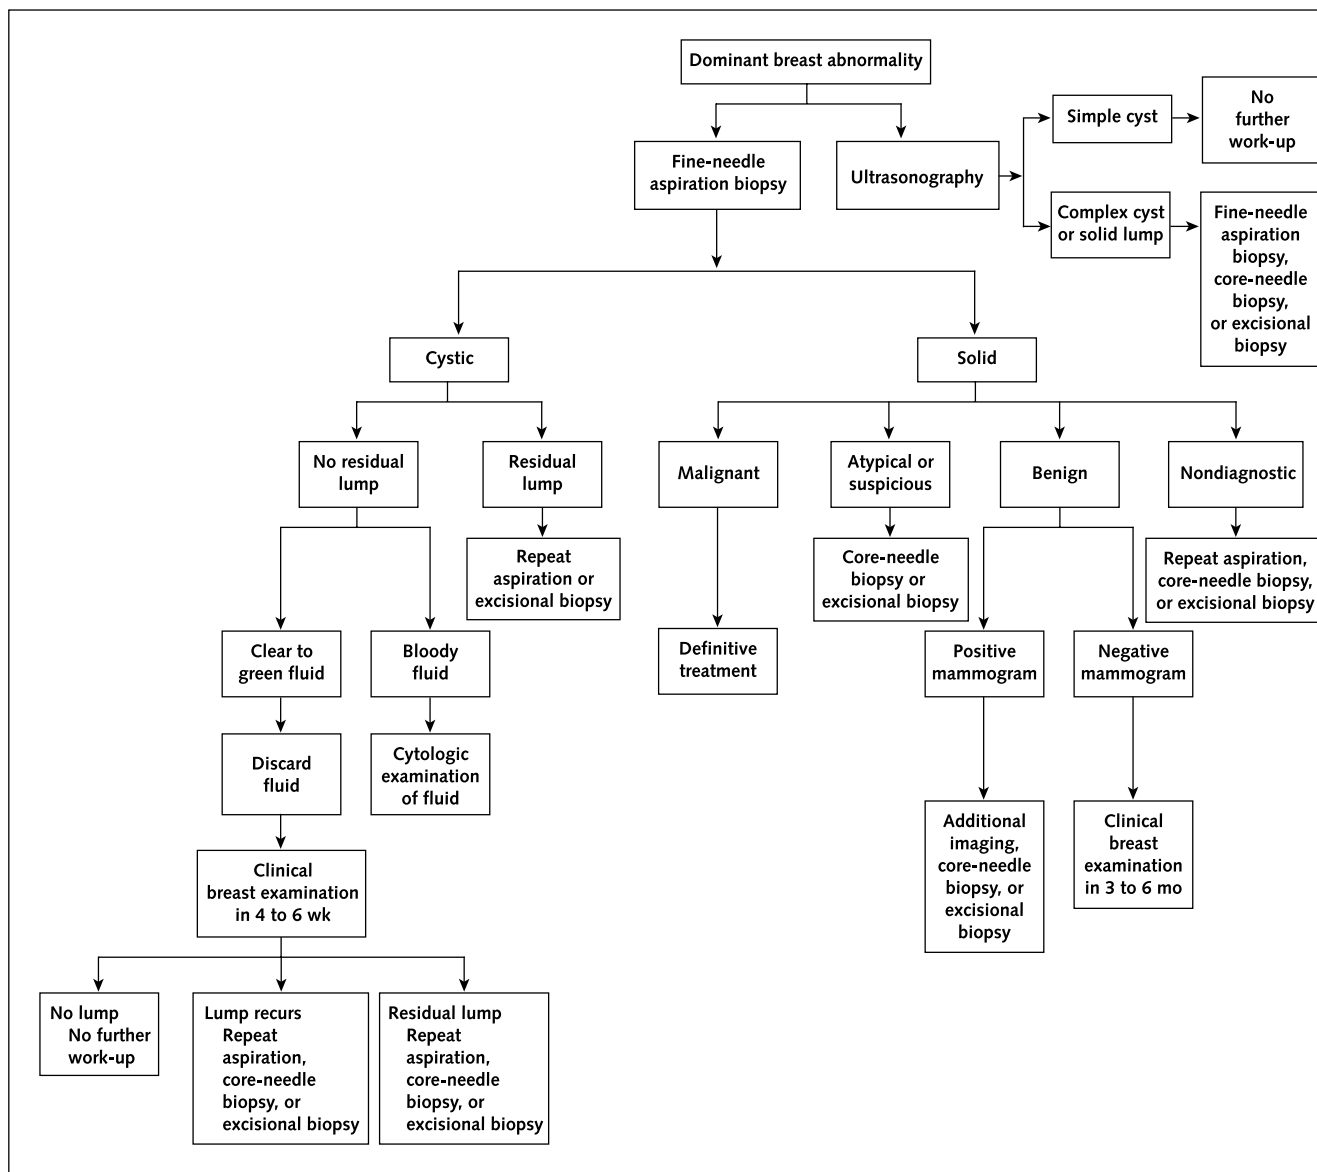 Dominant breast abnormality
Fine-needle
aspiration biopsy
Ultrasonography
Simple cyst
No
further
work-up
Complex cyst
or solid lump
Fine-needle
aspiration
biopsy,
core-needle
biopsy,
or excisional
biopsy
Cystic
Solid
No residual
lump
Residual
lump
Malignant
Atypical or
suspicious
Benign
Nondiagnostic
Repeat
aspiration or
excisional biopsy
Core-needle
biopsy or
excisional biopsy
Repeat aspiration,
core-needle biopsy,
or excisional biopsy
Clear to
green fluid
Bloody
fluid
Definitive
treatment
Positive
mammogram
Negative
mammogram
Discard
fluid
Cytologic
examination
of fluid
Additional
imaging,
core-needle
biopsy, or
excisional
biopsy
Clinical
breast
examination
in 3 to 6 mo
Clinical
breast examination
in 4 to 6 wk
No lump
No further
work-up
Lump recurs
Repeat
aspiration,
core-needle
biopsy, or
excisional biopsy
Residual lump
Repeat
aspiration,
core-needle
biopsy, or
excisional biopsy